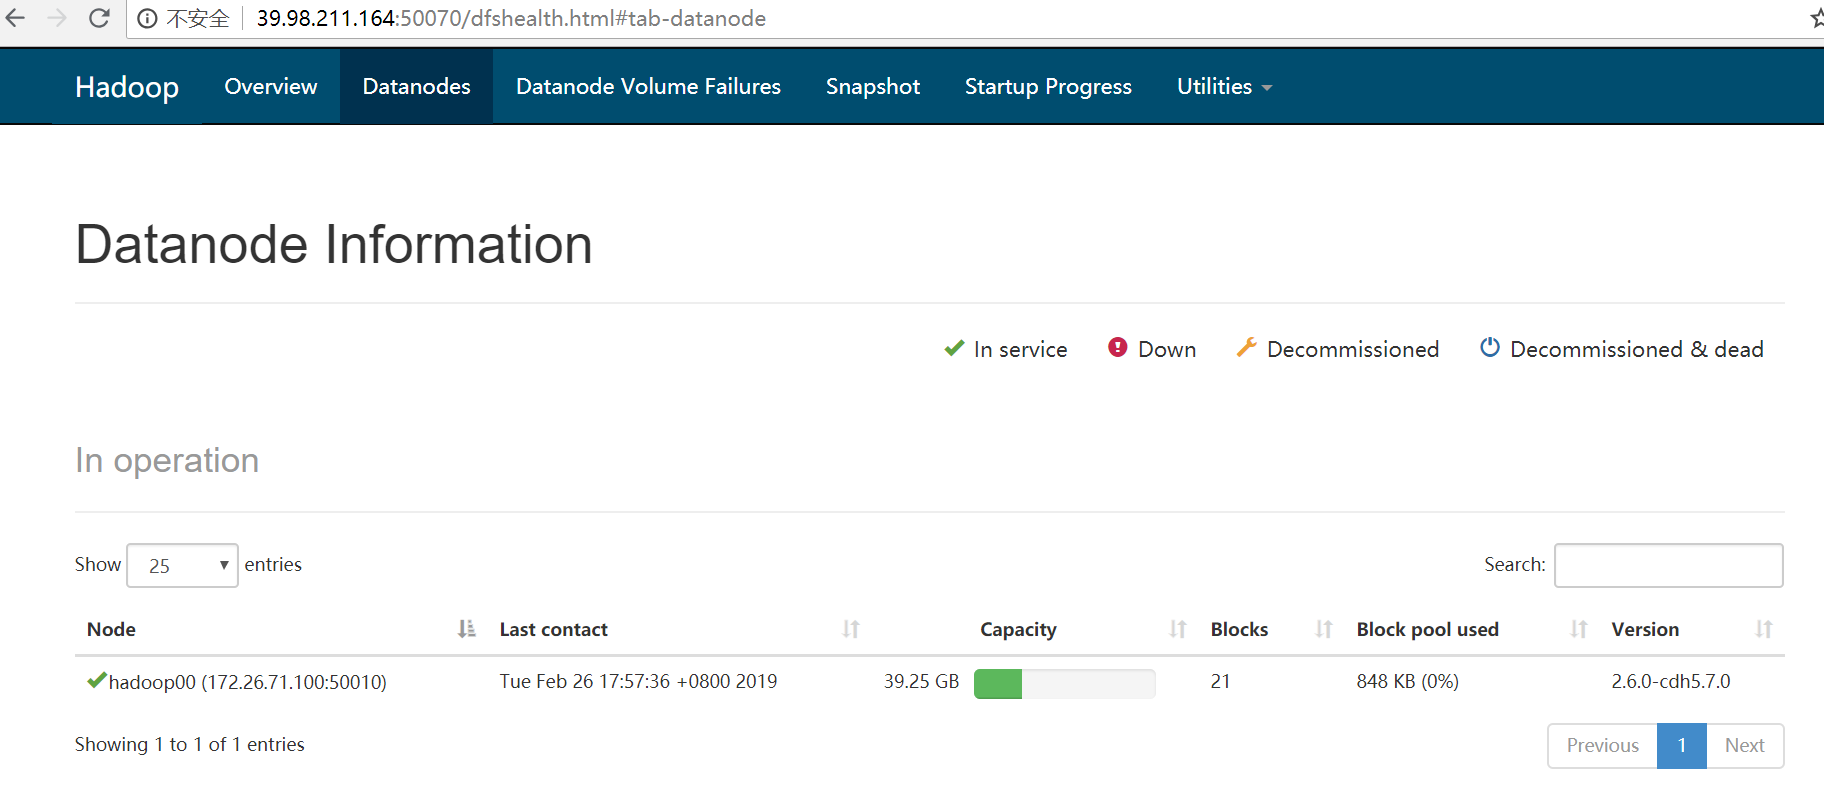 不安全 39.98.211.164:50070/dfshealth.html#tab-datanode
Hadoop Overview Datanodes Datanode Volume Failures Snapshot Startup Progress Utilities
Datanode Information
In service Down Decommissioned Decommissioned & dead
In operation
Show 25 entries Search:
Node Last contact Capacity Blocks Block pool used Version
hadoop00 (172.26.71.100:50010) Tue Feb 26 17:57:36 +0800 2019 39.25 GB 21 848 KB (0%) 2.6.0-cdh5.7.0
Showing 1 to 1 of 1 entries Previous 1 Next